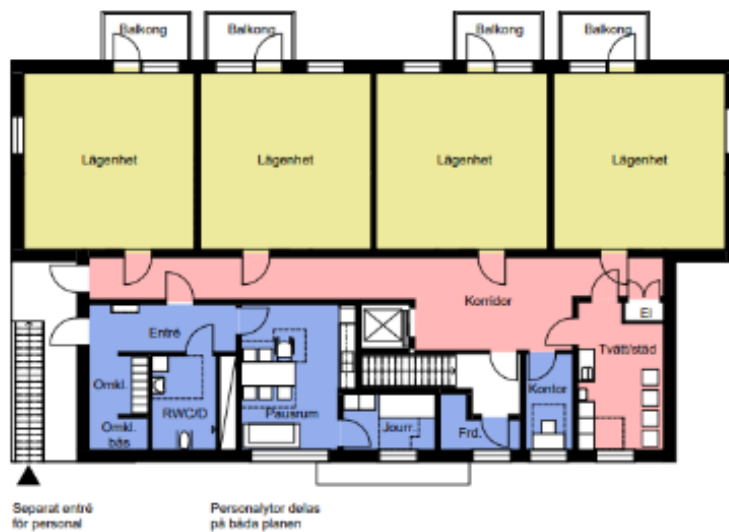 Balkong Balkong Balkong Balkong
Lägenhet Lägenhet Lägenhet Lägenhet
Korridor
El
Entré
Tvätt/städ
Omkl.
RWC/D
Kontor
Pausrum
Omkl.
bås
Jourr.
Frd.
Separat entré
för personal
Personalytor delas
på båda planen